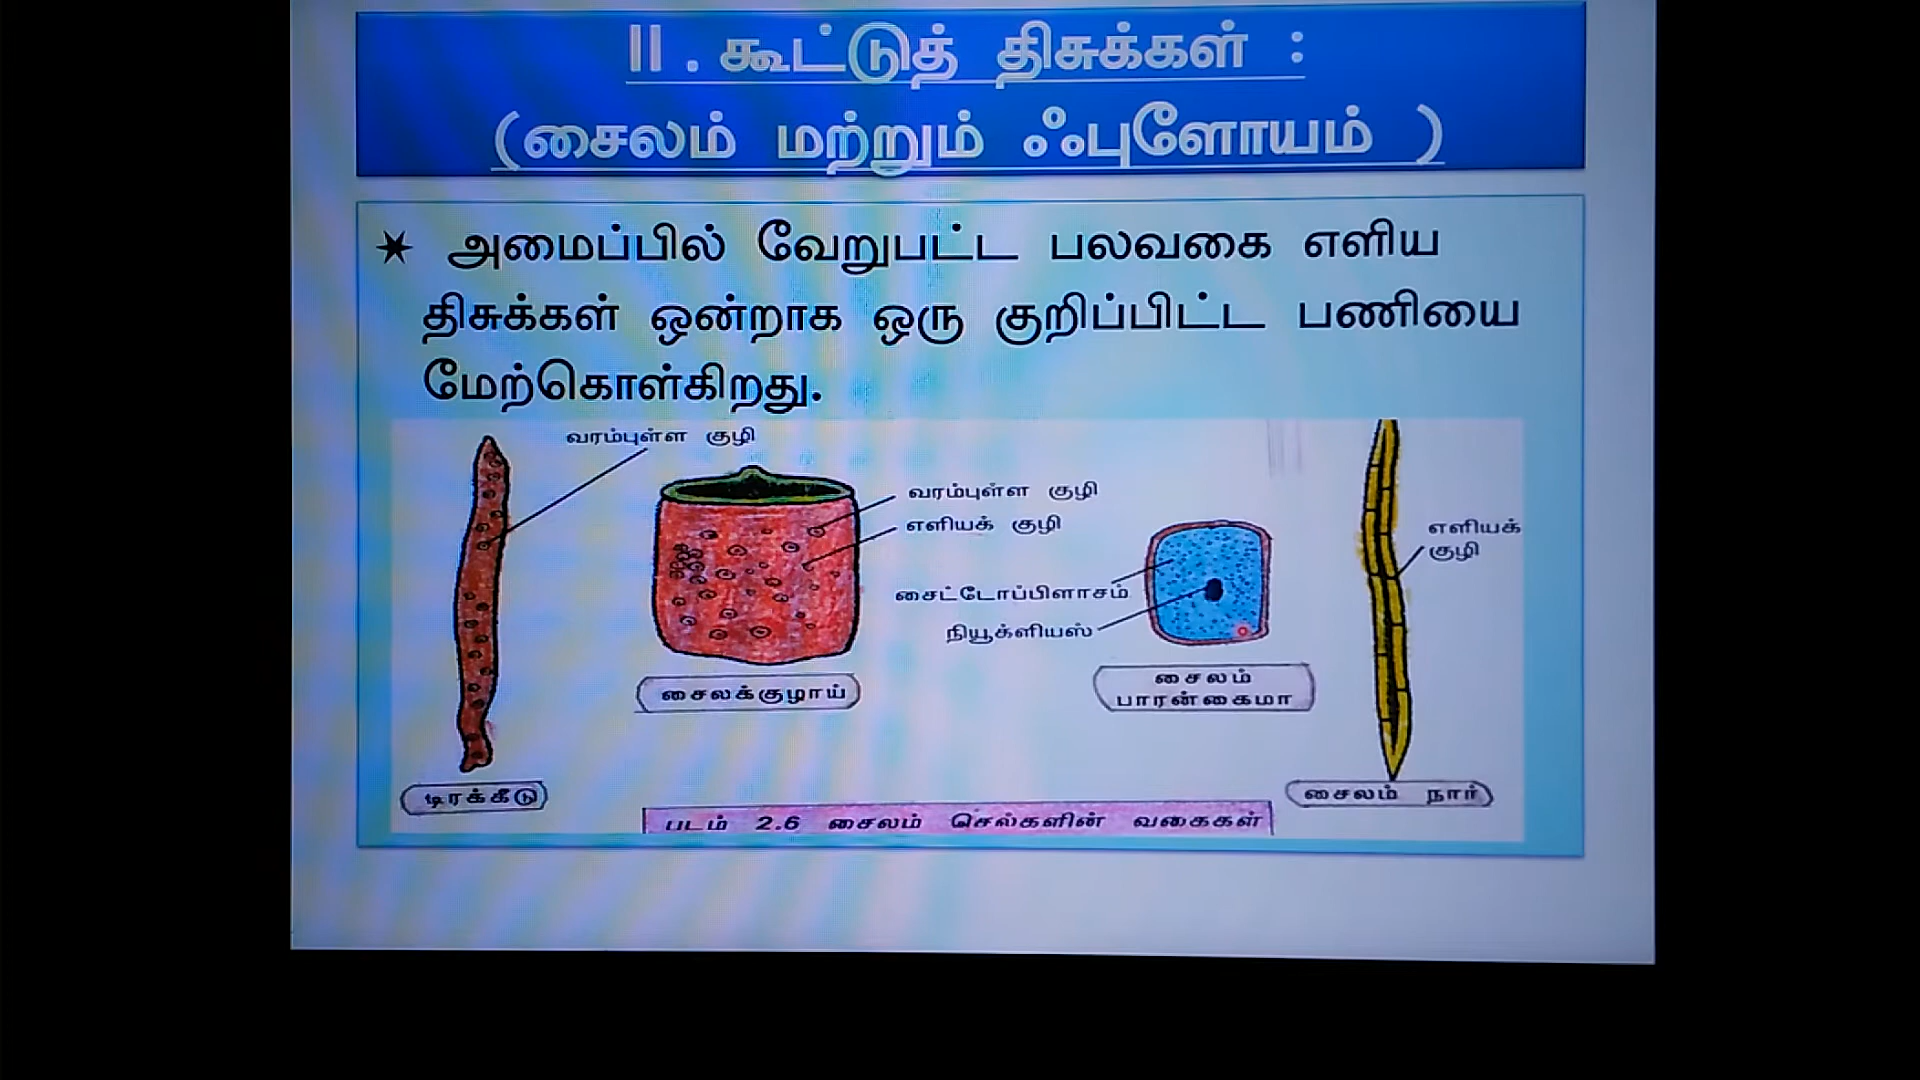 II . கூட்டுத் திசுக்கள் :
(சைலம் மற்றும் ஃபுளோயம் )
✶ அமைப்பில் வேறுபட்ட பலவகை எளிய
திசுக்கள் ஒன்றாக ஒரு குறிப்பிட்ட பணியை
மேற்கொள்கிறது.
வரம்புள்ள குழி
வரம்புள்ள குழி
எளியக் குழி
எளியக்
குழி
சைட்டோப்பிளாசம்
நியூக்ளியஸ்
சைலக்குழாய்
சைலம்
பாரன்கைமா
டிரக்கீடு
சைலம் நார்
படம் 2.6 சைலம் செல்களின் வகைகள்